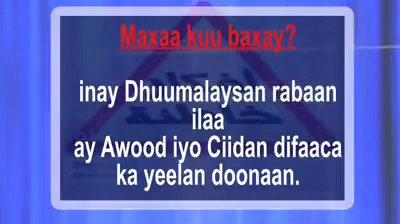 Maxaa kuu baxay?
inay Dhuumalaysan rabaan
ilaa
ay Awood iyo Ciidan difaaca
ka yeelan doonaan.